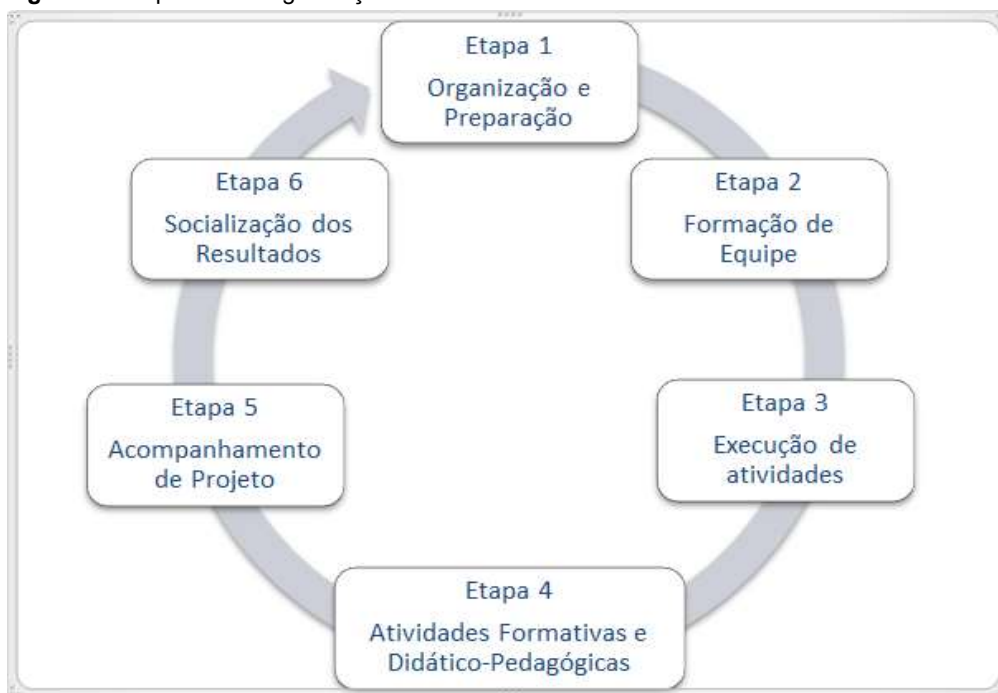 Etapa 1
Organização e
Preparação
Etapa 2
Formação de
Equipe
Etapa 3
Execução de
atividades
Etapa 4
Atividades Formativas e
Didático-Pedagógicas
Etapa 5
Acompanhamento
de Projeto
Etapa 6
Socialização dos
Resultados